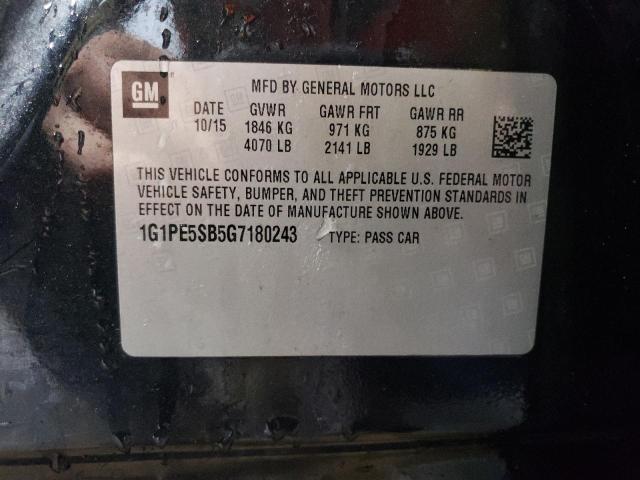 GM
MFD BY GENERAL MOTORS LLC
DATE GVWR GAWR FRT GAWR RR
10/15 1846 KG 971 KG 875 KG
4070 LB 2141 LB 1929 LB
THIS VEHICLE CONFORMS TO ALL APPLICABLE U.S. FEDERAL MOTOR
VEHICLE SAFETY, BUMPER, AND THEFT PREVENTION STANDARDS IN
EFFECT ON THE DATE OF MANUFACTURE SHOWN ABOVE.
1G1PE5SB5G7180243 TYPE: PASS CAR